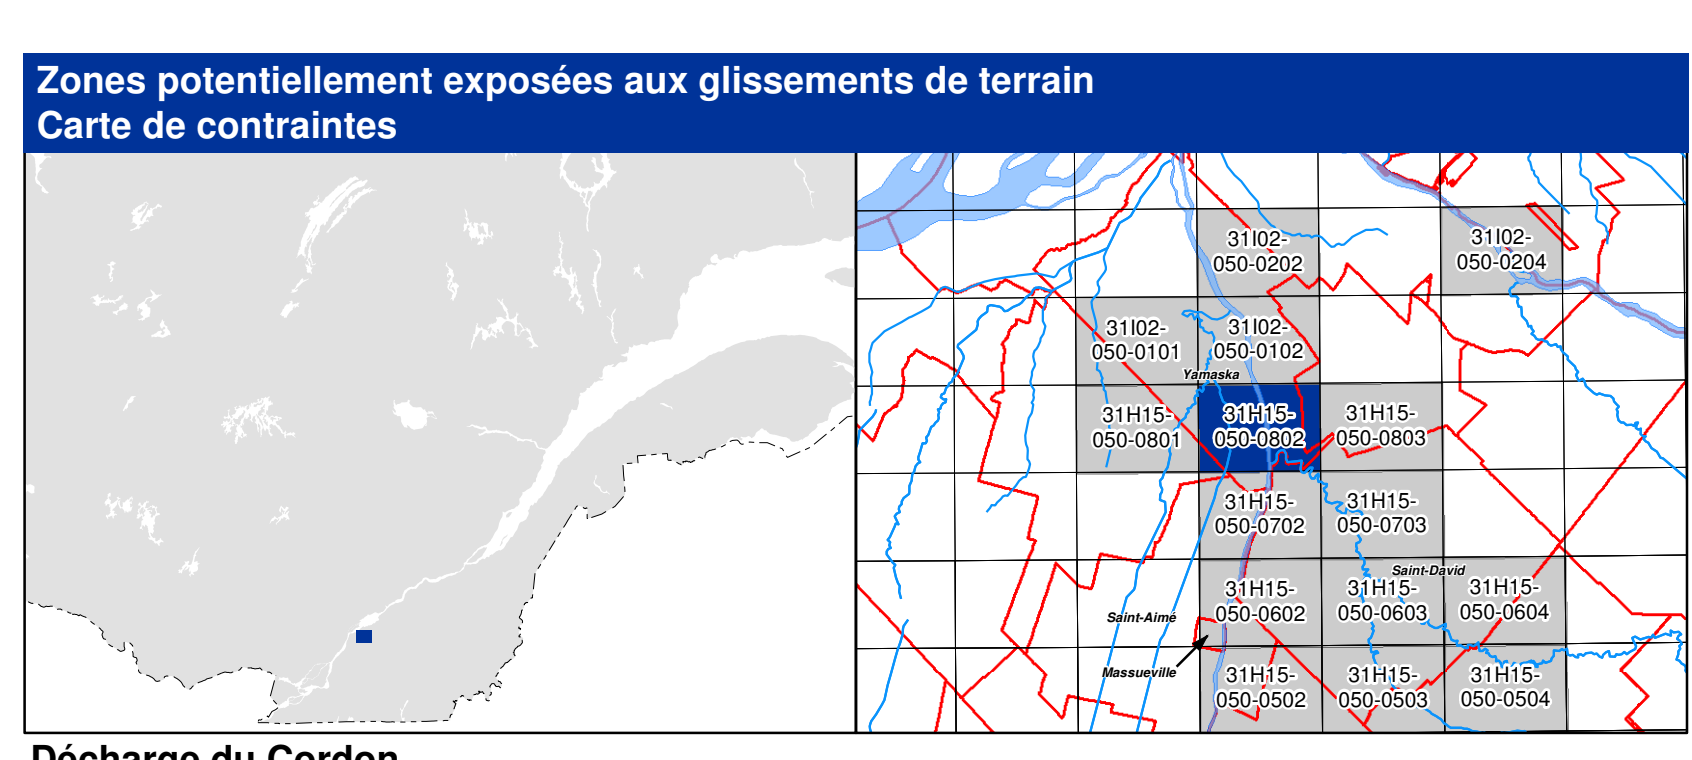 Zones potentiellement exposées aux glissements de terrain
Carte de contraintes
31I02-
050-0202
31I02-
050-0204
31I02-
050-0101
31I02-
050-0102
Yamaska
31H15-
050-0801
31H15-
050-0802
31H15-
050-0803
31H15-
050-0702
31H15-
050-0703
Saint-David
31H15-
050-0602
31H15-
050-0603
31H15-
050-0604
Saint-Aimé
Massueville
31H15-
050-0502
31H15-
050-0503
31H15-
050-0504
Décharge du Cordon